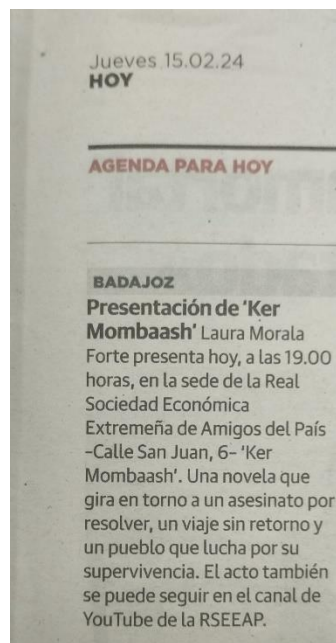 Jueves 15.02.24
HOY
AGENDA PARA HOY
BADAJOZ
Presentación de ‘Ker
Mombaash’ Laura Morala
Forte presenta hoy, a las 19.00
horas, en la sede de la Real
Sociedad Económica
Extremeña de Amigos del País
–Calle San Juan, 6– ‘Ker
Mombaash’. Una novela que
gira en torno a un asesinato por
resolver, un viaje sin retorno y
un pueblo que lucha por su
supervivencia. El acto también
se puede seguir en el canal de
YouTube de la RSEEAP.